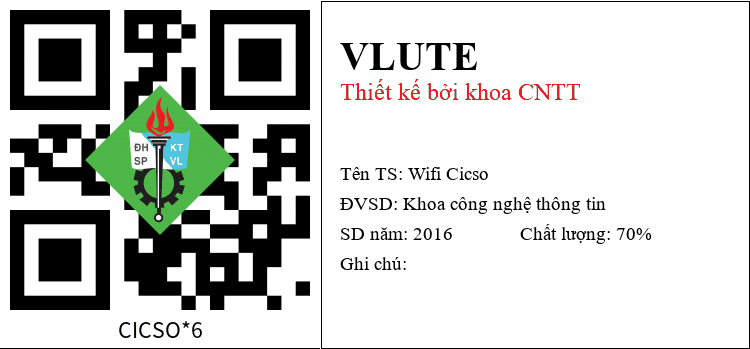 ĐH KT
SP VL
CICSO*6
VLUTE
Thiết kế bởi khoa CNTT
Tên TS: Wifi Cicso
ĐVSD: Khoa công nghệ thông tin
SD năm: 2016 Chất lượng: 70%
Ghi chú: